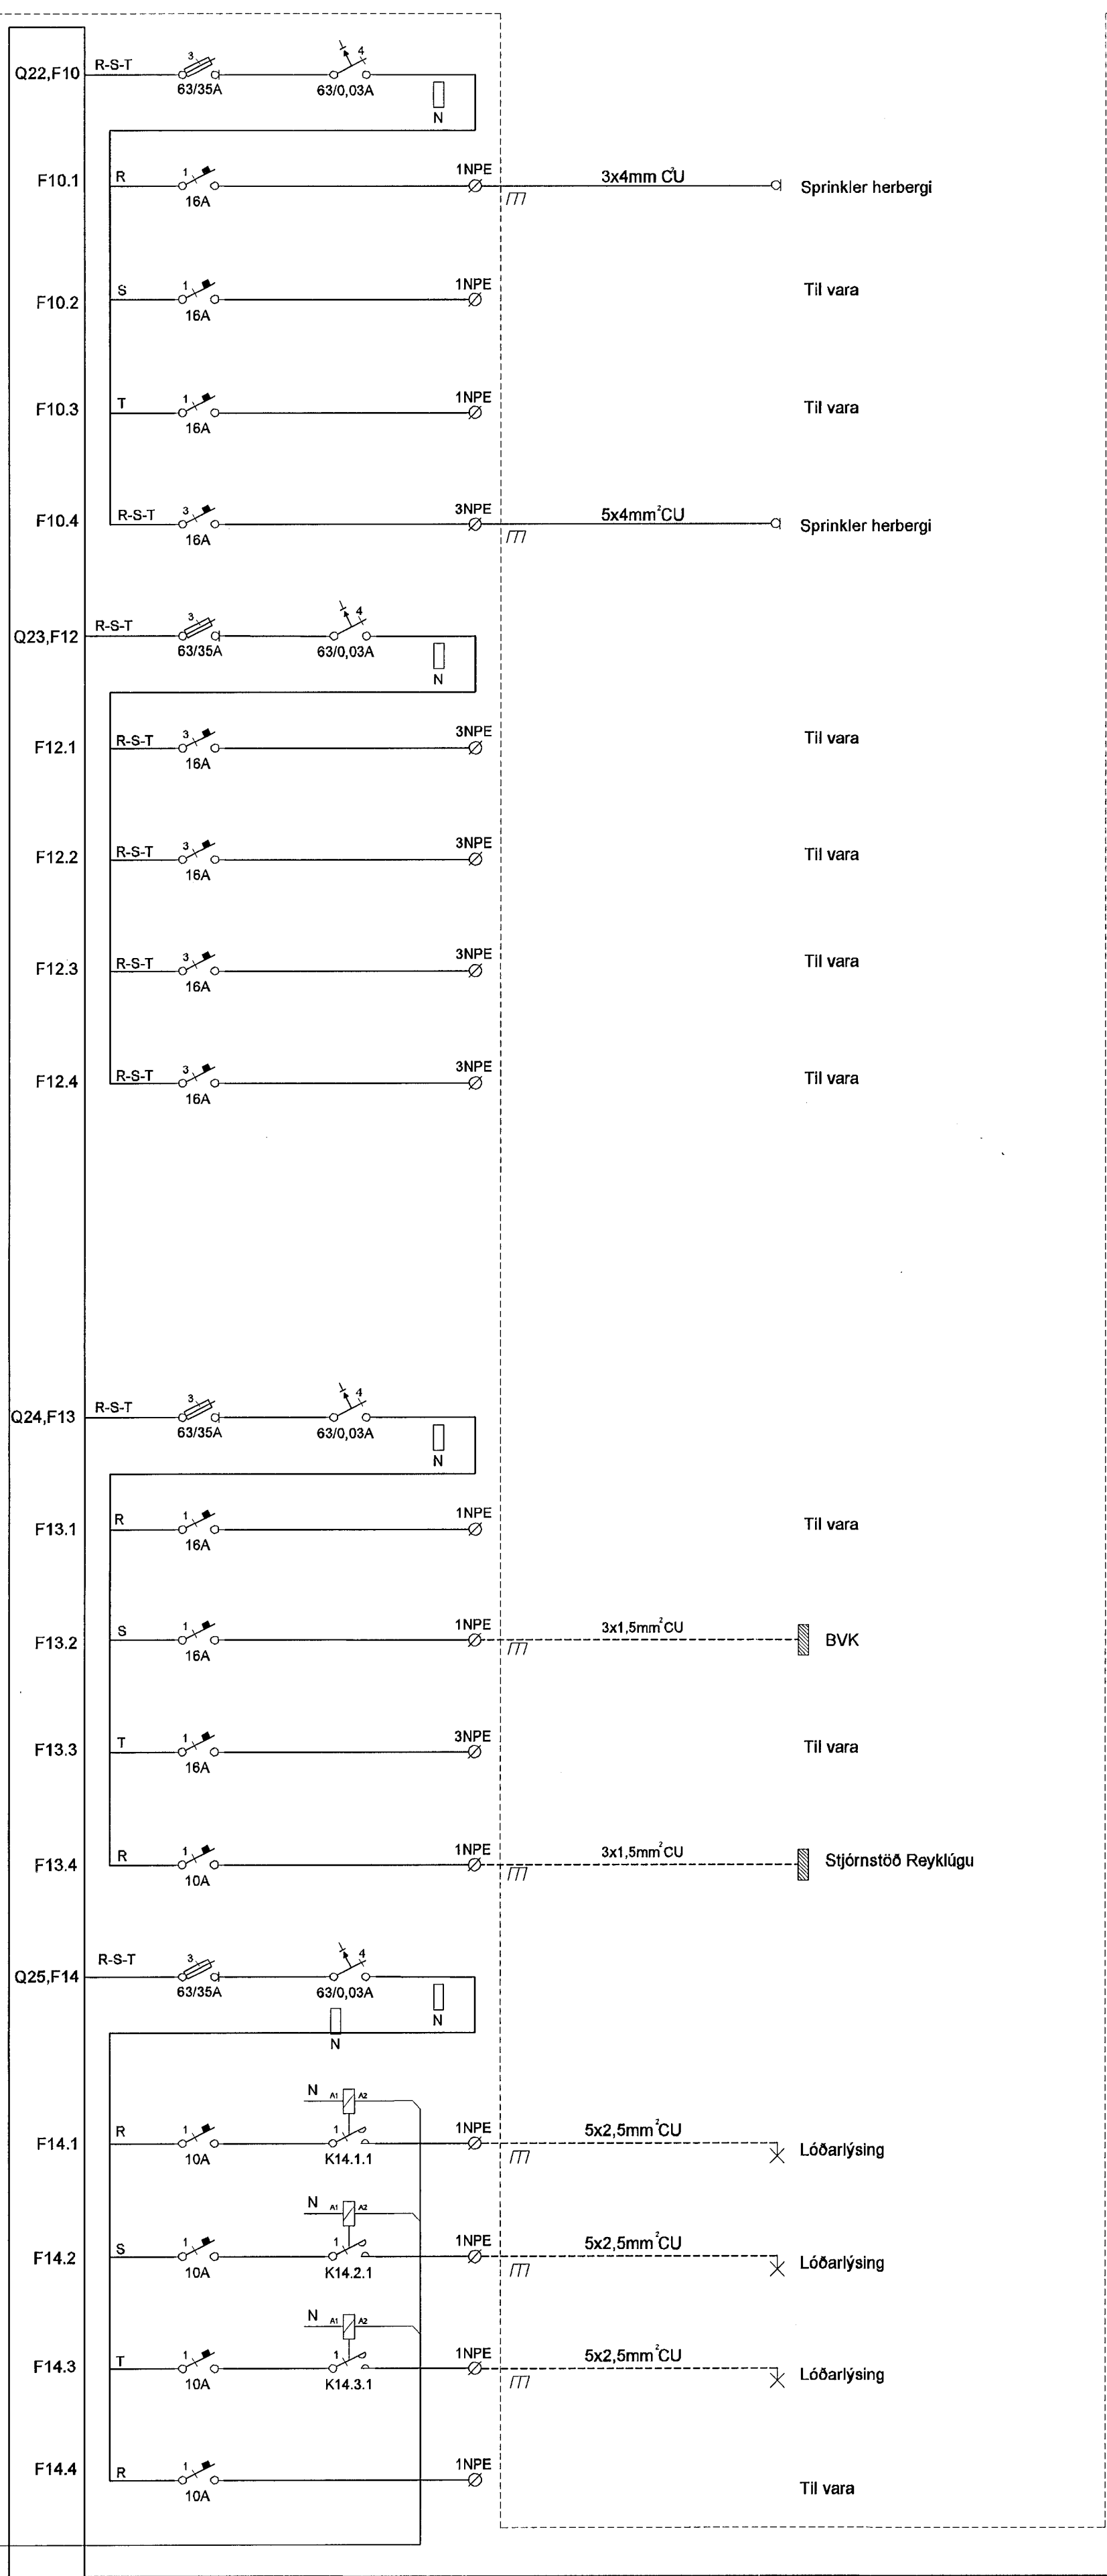 Q22,F10 R-S-T 3 63/35A 4 63/0,03A N
F10.1 R 1 16A 1NPE 3x4mm²CU Sprinkler herbergi
F10.2 S 1 16A 1NPE Til vara
F10.3 T 1 16A 1NPE Til vara
F10.4 R-S-T 3 16A 3NPE 5x4mm²CU Sprinkler herbergi
Q23,F12 R-S-T 3 63/35A 4 63/0,03A N
F12.1 R-S-T 3 16A 3NPE Til vara
F12.2 R-S-T 3 16A 3NPE Til vara
F12.3 R-S-T 3 16A 3NPE Til vara
F12.4 R-S-T 3 16A 3NPE Til vara
Q24,F13 R-S-T 3 63/35A 4 63/0,03A N
F13.1 R 1 16A 1NPE Til vara
F13.2 S 1 16A 1NPE 3x1,5mm²CU BVK
F13.3 T 1 16A 3NPE Til vara
F13.4 R 1 10A 1NPE 3x1,5mm²CU Stjórnstöð Reyklúgu
Q25,F14 R-S-T 3 63/35A 4 63/0,03A N N
N A1 A2
F14.1 R 1 10A 1 K14.1.1 1NPE 5x2,5mm²CU Lóðarlýsing
N A1 A2
F14.2 S 1 10A 1 K14.2.1 1NPE 5x2,5mm²CU Lóðarlýsing
N A1 A2
F14.3 T 1 10A 1 K14.3.1 1NPE 5x2,5mm²CU Lóðarlýsing
F14.4 R 1 10A 1NPE Til vara